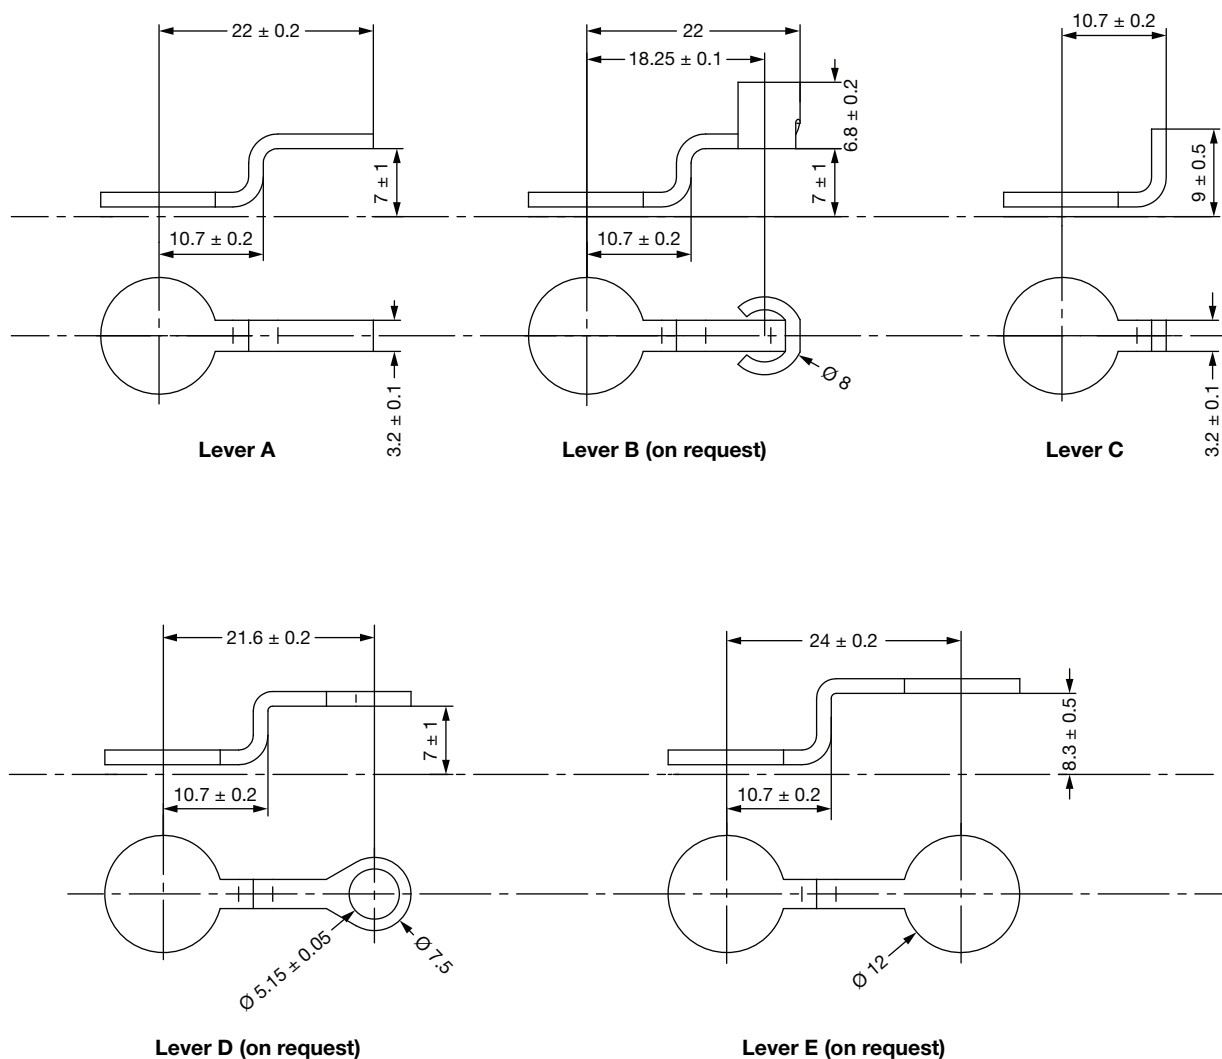 22 ± 0.2
7 ± 1
10.7 ± 0.2
3.2 ± 0.1
Lever A
22
18.25 ± 0.1
6.8 ± 0.2
7 ± 1
10.7 ± 0.2
Ø 8
Lever B (on request)
10.7 ± 0.2
9 ± 0.5
3.2 ± 0.1
Lever C
21.6 ± 0.2
7 ± 1
10.7 ± 0.2
Ø 5.15 ± 0.05
Ø 7.5
Lever D (on request)
24 ± 0.2
8.3 ± 0.5
10.7 ± 0.2
Ø 12
Lever E (on request)